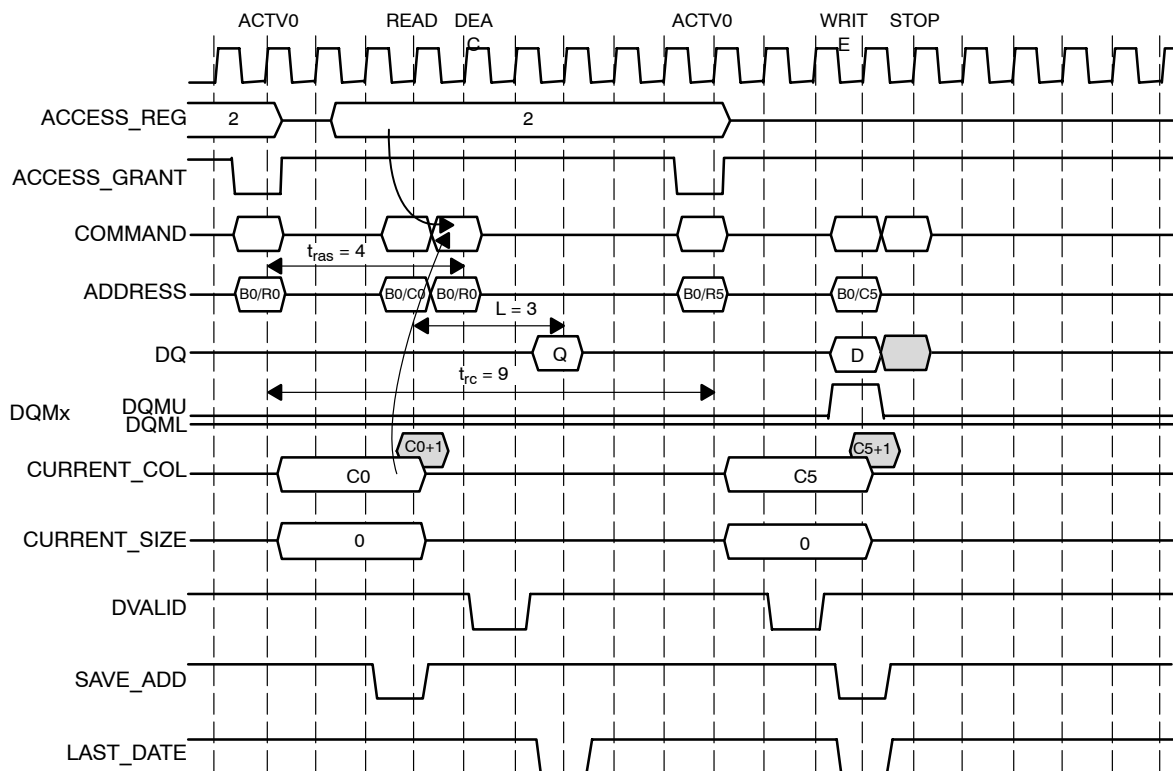 ACTV0 READ DEAC ACTV0 WRITE STOP
ACCESS_REG 2 2
ACCESS_GRANT
COMMAND
tras = 4
ADDRESS B0/R0 B0/C0 B0/R0 B0/R5 B0/C5
L = 3
DQ Q D
trc = 9
DQMx DQMU
DQML
C0+1 C5+1
CURRENT_COL C0 C5
CURRENT_SIZE 0 0
DVALID
SAVE_ADD
LAST_DATE